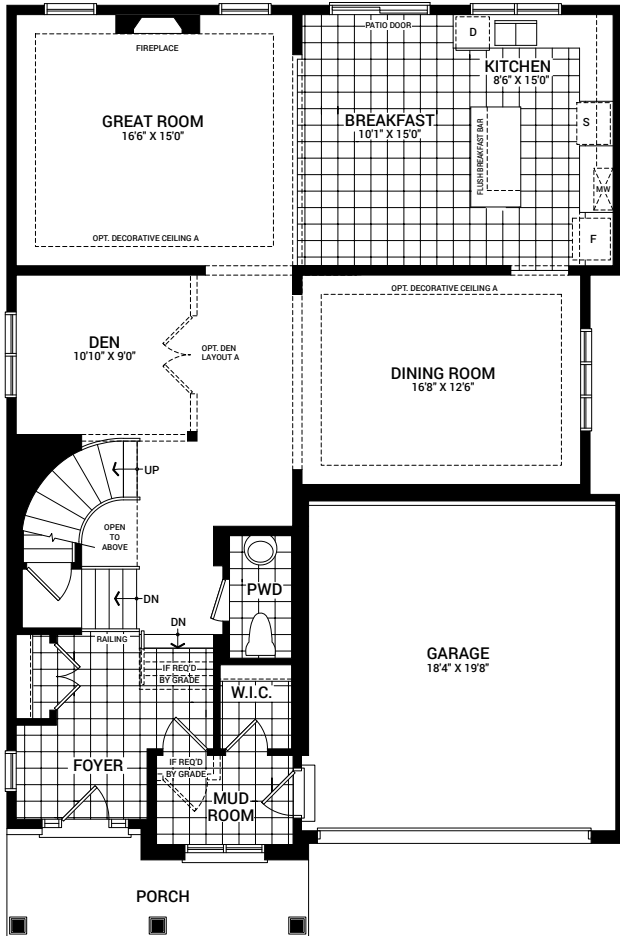 FIREPLACE
PATIO DOOR
D
KITCHEN
8'6" X 15'0"
GREAT ROOM
16'6" X 15'0"
BREAKFAST
10'1" X 15'0"
S
FLUSH BREAKFAST BAR
MW
F
OPT. DECORATIVE CEILING A
OPT. DECORATIVE CEILING A
DEN
10'10" X 9'0"
OPT. DEN
LAYOUT A
DINING ROOM
16'8" X 12'6"
UP
OPEN
TO
ABOVE
DN
PWD
DN
RAILING
IF REQ'D
BY GRADE
W.I.C.
GARAGE
18'4" X 19'8"
FOYER
IF REQ'D
BY GRADE
MUD
ROOM
PORCH